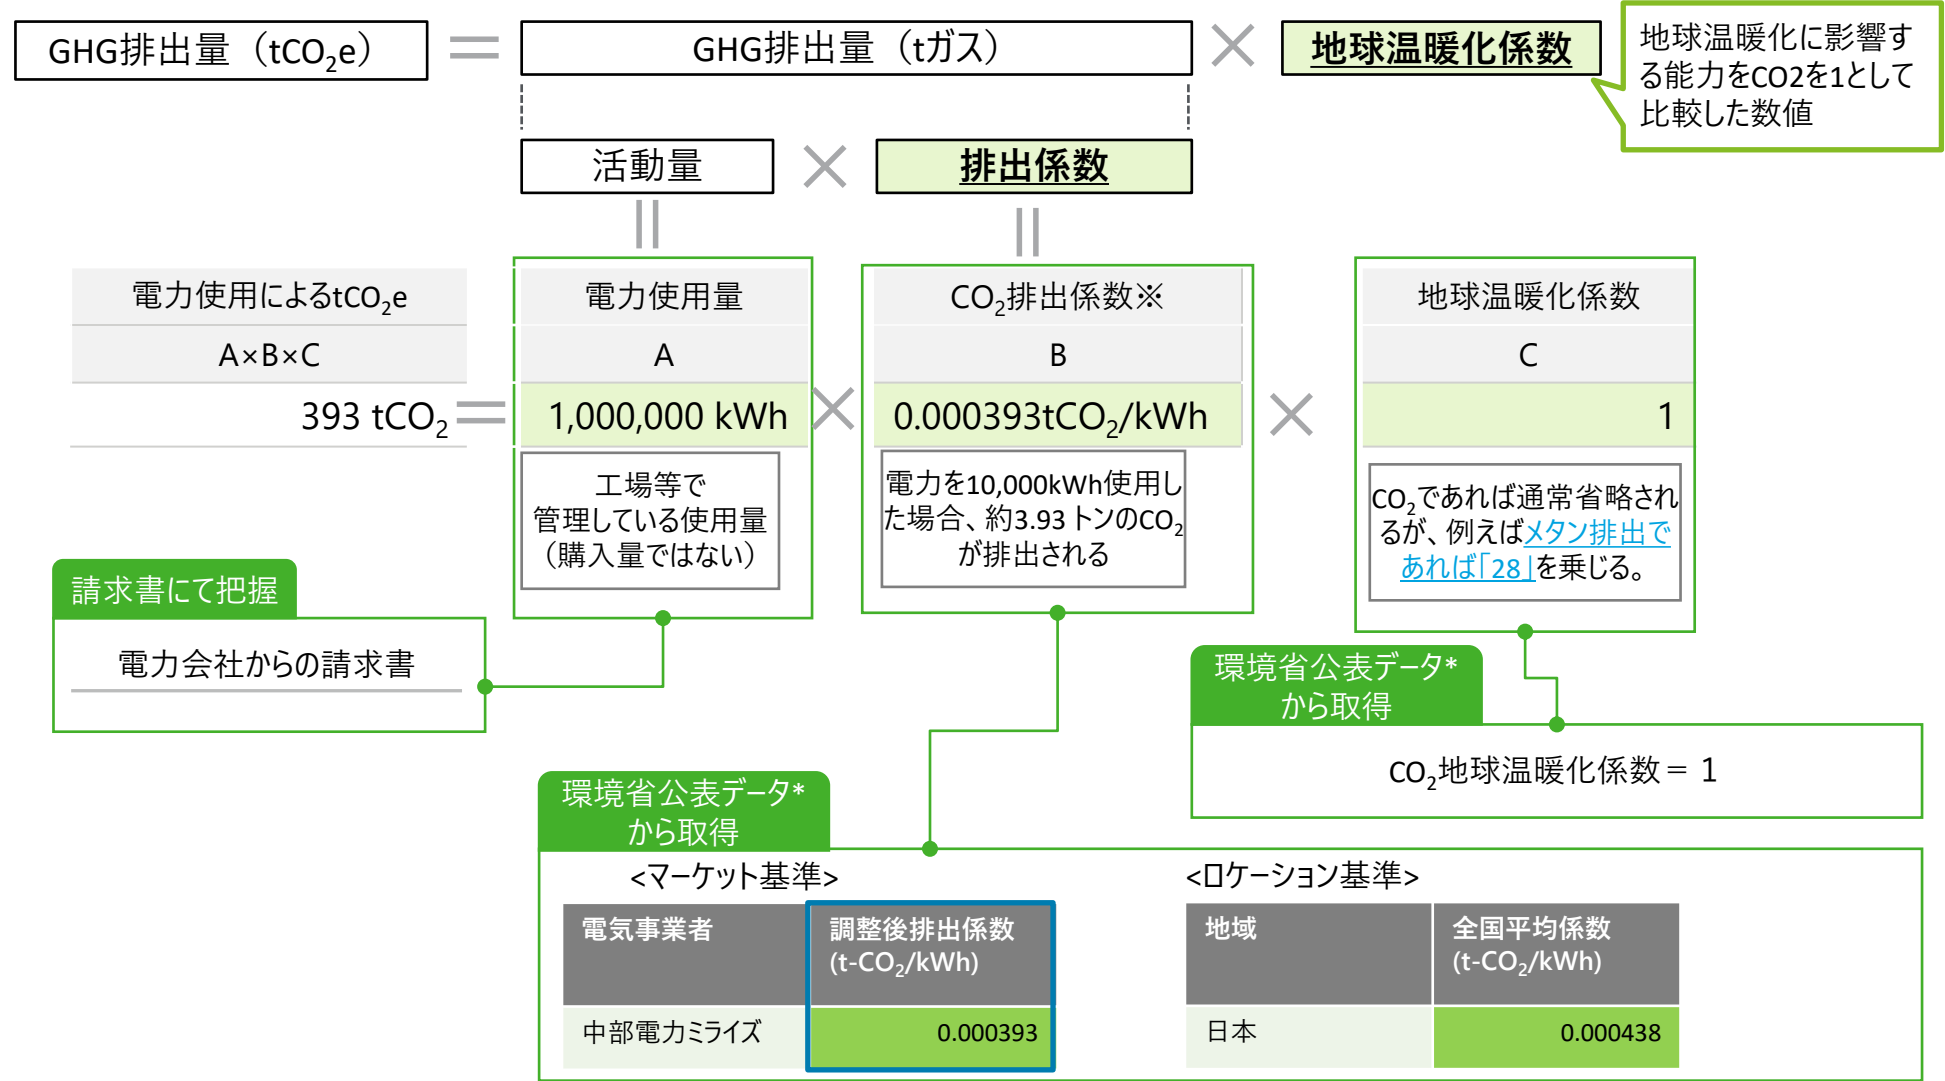 GHG排出量（tCO₂e）
＝
GHG排出量（tガス）
×
地球温暖化係数
地球温暖化に影響す
る能力をCO2を1として
比較した数値
活動量
×
排出係数
電力使用によるtCO₂e
A×B×C
393 tCO₂
＝
電力使用量
A
1,000,000 kWh
工場等で
管理している使用量
（購入量ではない）
×
CO₂排出係数※
B
0.000393tCO₂/kWh
電力を10,000kWh使用し
た場合、約3.93 トンのCO₂
が排出される
×
地球温暖化係数
C
1
CO₂であれば通常省略され
るが、例えばメタン排出で
あれば「28」を乗じる。
請求書にて把握
電力会社からの請求書
環境省公表データ*
から取得
CO₂地球温暖化係数＝ 1
環境省公表データ*
から取得
<マーケット基準>
電気事業者
調整後排出係数
(t-CO₂/kWh)
中部電力ミライズ
0.000393
<ロケーション基準>
地域
全国平均係数
(t-CO₂/kWh)
日本
0.000438